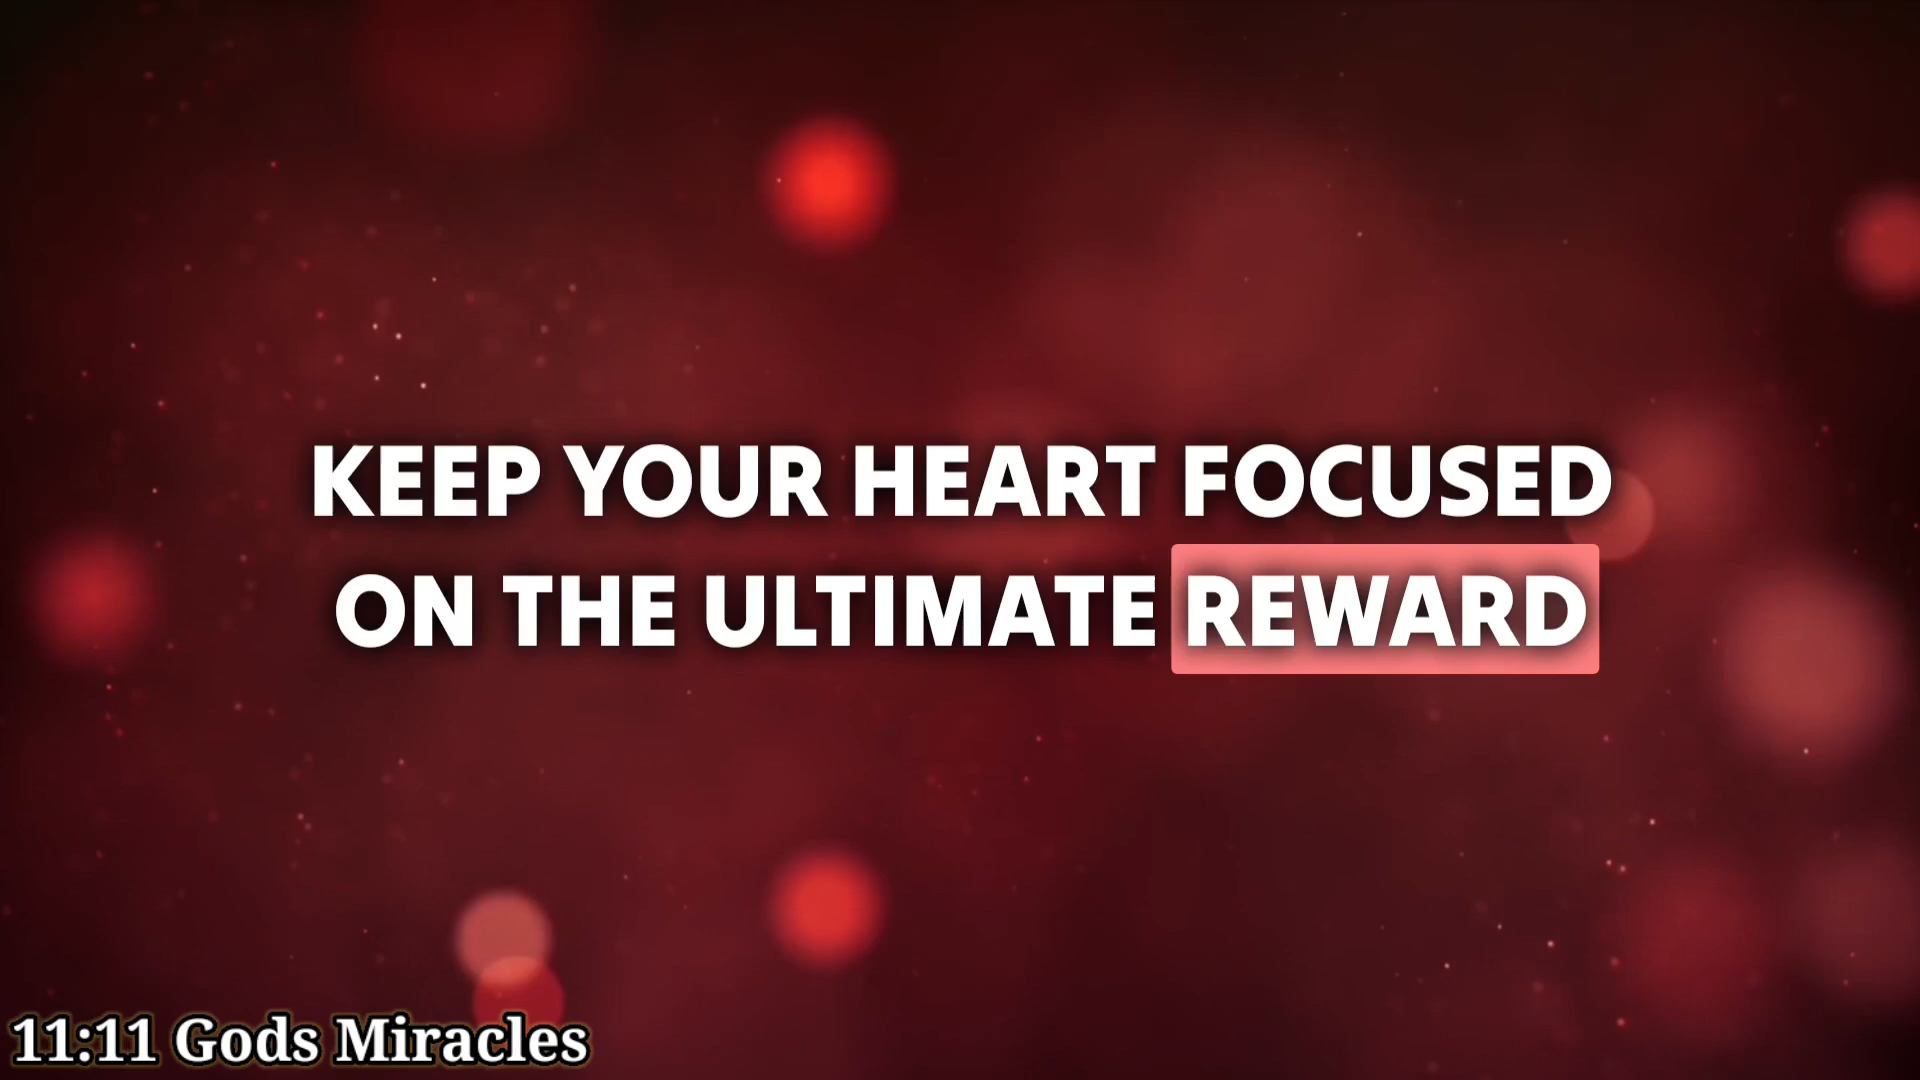 KEEP YOUR HEART FOCUSED
ON THE ULTIMATE REWARD
11:11 Gods Miracles